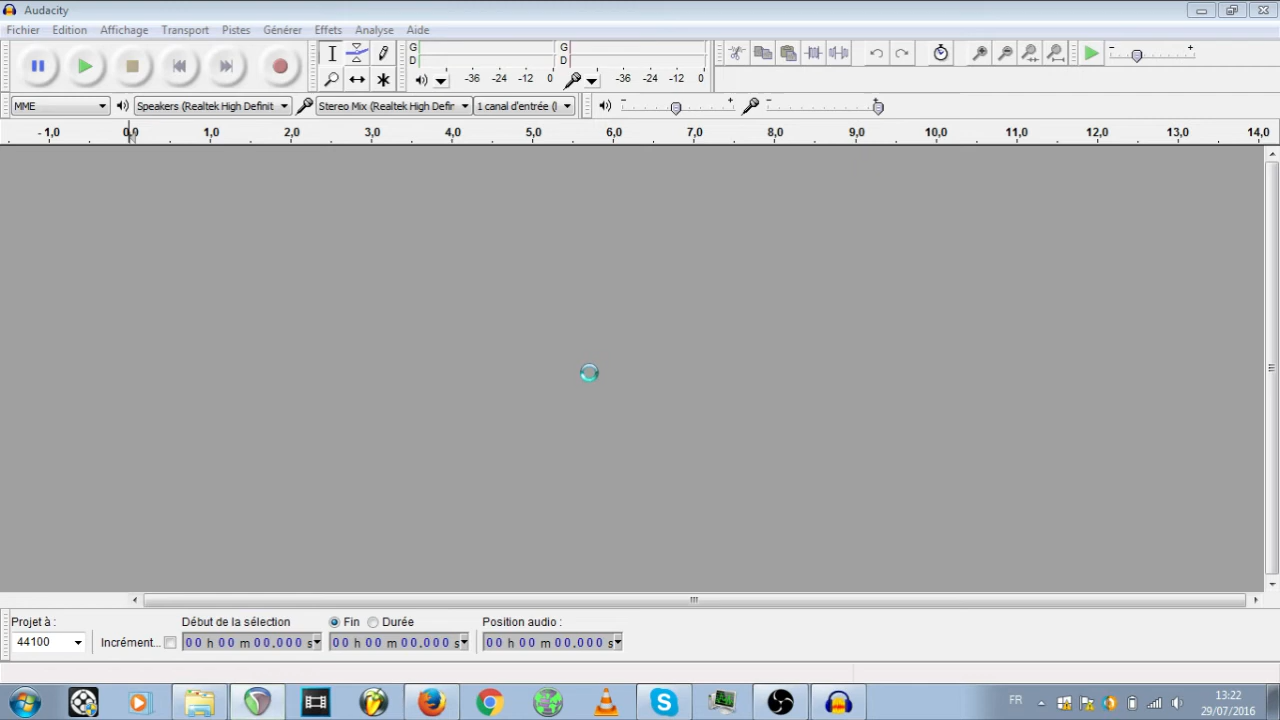 Audacity
Fichier Edition Affichage Transport Pistes Générer Effets Analyse Aide
G
D
-36 -24 -12 0
G
D
-36 -24 -12 0
MME
Speakers (Realtek High Definit
Stereo Mix (Realtek High Defir
1 canal d'entrée (I
- 1,0 0,0 1,0 2,0 3,0 4,0 5,0 6,0 7,0 8,0 9,0 10,0 11,0 12,0 13,0 14,0
Projet à : Début de la sélection Fin Durée Position audio :
44100 Incrément... 00 h 00 m 00.000 s 00 h 00 m 00.000 s 00 h 00 m 00.000 s
FR
13:22
29/07/2016